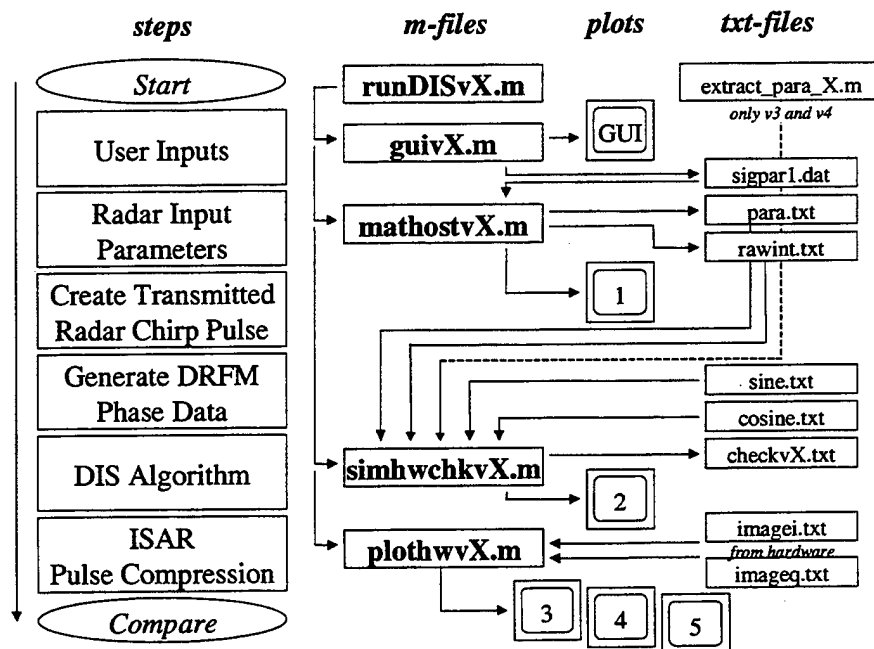 steps
m-files
plots
txt-files
Start
runDISvX.m
extract_para_X.m
only v3 and v4
User Inputs
guivX.m
GUI
sigpar1.dat
Radar Input
Parameters
mathostvX.m
para.txt
rawint.txt
1
Create Transmitted
Radar Chirp Pulse
Generate DRFM
Phase Data
sine.txt
cosine.txt
DIS Algorithm
simhwchkvX.m
checkvX.txt
2
ISAR
Pulse Compression
plothwvX.m
imagei.txt
from hardware
imageq.txt
3
4
5
Compare